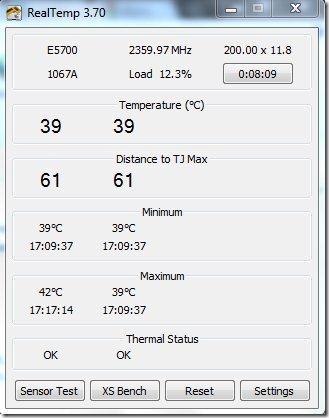 RealTemp 3.70
E5700 2359.97 MHz 200.00 x 11.8
1067A Load 12.3% 0:08:09
Temperature (°C)
39 39
Distance to TJ Max
61 61
Minimum
39°C 39°C
17:09:37 17:09:37
Maximum
42°C 39°C
17:17:14 17:09:37
Thermal Status
OK OK
Sensor Test XS Bench Reset Settings